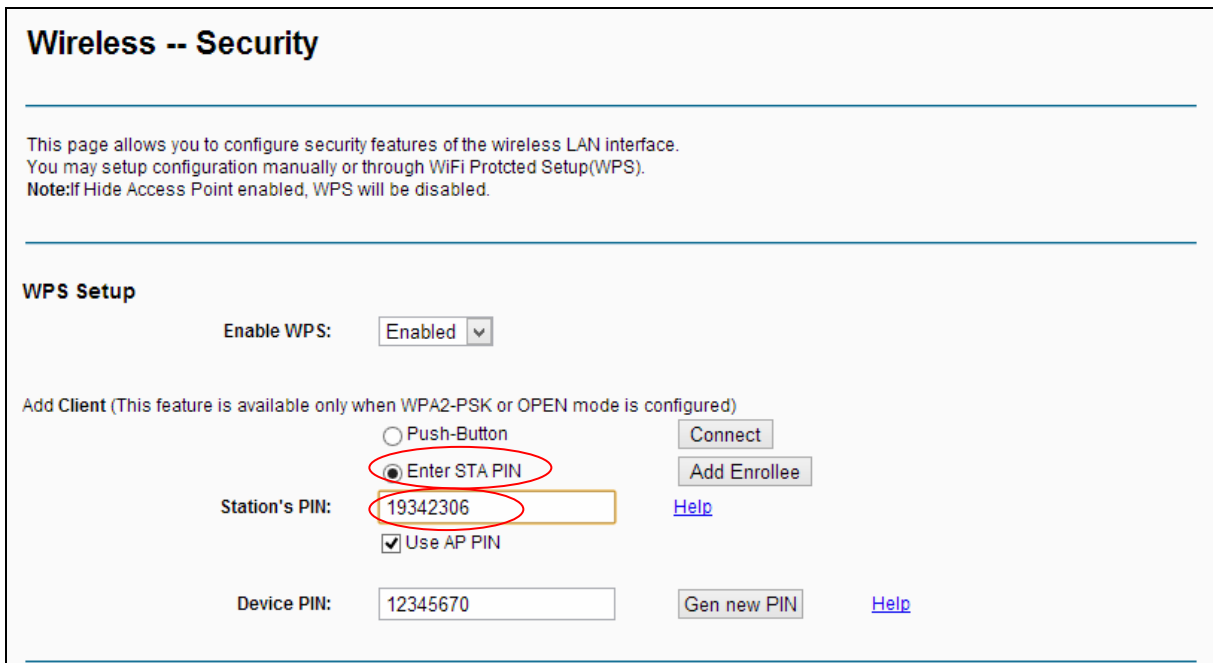 Wireless -- Security
This page allows you to configure security features of the wireless LAN interface.
You may setup configuration manually or through WiFi Protcted Setup(WPS).
Note:If Hide Access Point enabled, WPS will be disabled.
WPS Setup
Enable WPS: Enabled
Add Client (This feature is available only when WPA2-PSK or OPEN mode is configured)
Push-Button Connect
Enter STA PIN Add Enrollee
Station's PIN: 19342306 Help
Use AP PIN
Device PIN: 12345670 Gen new PIN Help